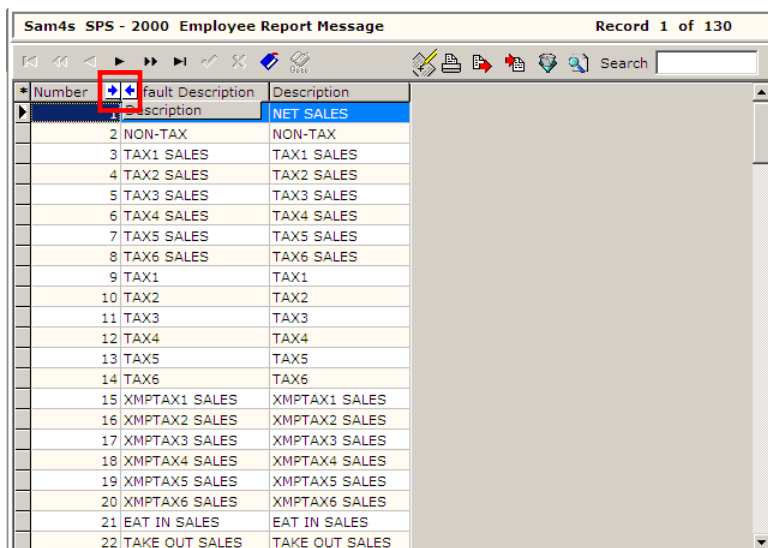 Sam4s SPS - 2000 Employee Report Message Record 1 of 130
Search
* Number fault Description Description
1 Description NET SALES
2 NON-TAX NON-TAX
3 TAX1 SALES TAX1 SALES
4 TAX2 SALES TAX2 SALES
5 TAX3 SALES TAX3 SALES
6 TAX4 SALES TAX4 SALES
7 TAX5 SALES TAX5 SALES
8 TAX6 SALES TAX6 SALES
9 TAX1 TAX1
10 TAX2 TAX2
11 TAX3 TAX3
12 TAX4 TAX4
13 TAX5 TAX5
14 TAX6 TAX6
15 XMPTAX1 SALES XMPTAX1 SALES
16 XMPTAX2 SALES XMPTAX2 SALES
17 XMPTAX3 SALES XMPTAX3 SALES
18 XMPTAX4 SALES XMPTAX4 SALES
19 XMPTAX5 SALES XMPTAX5 SALES
20 XMPTAX6 SALES XMPTAX6 SALES
21 EAT IN SALES EAT IN SALES
22 TAKE OUT SALES TAKE OUT SALES